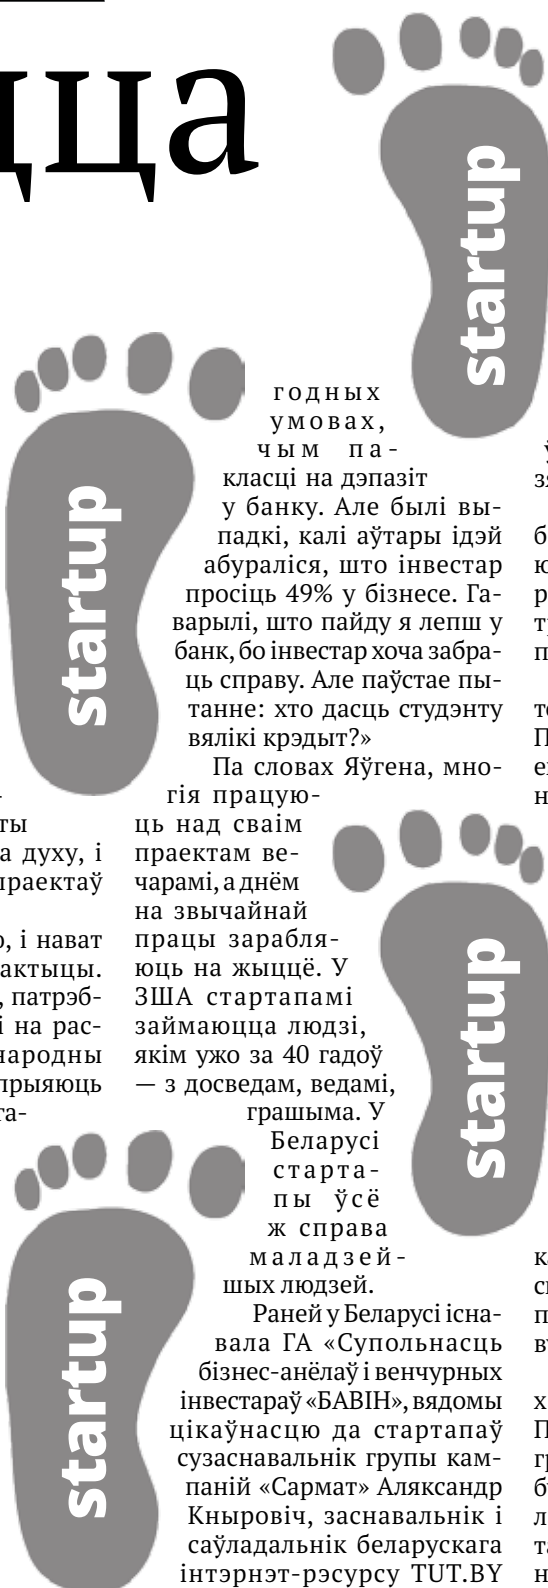 цца
startup
startup
годных
умовах,
чым па-
класці на дэпазіт
у банку. Але былі вы-
падкі, калі аўтары ідэй
абураліся, што інвестар
просіць 49% у бізнесе. Га-
варылі, што пайду я лепш у
банк, бо інвестар хоча забра-
ць справу. Але паўстае пы-
танне: хто дасць студэнту
вялікі крэдыт?»
Па словах Яўгена, мно-
гія працую-
ць над сваім
праектам ве-
чарамі, а днём
на звычайнай
працы зарабля-
юць на жыццё. У
ЗША стартапамі
займаюцца людзі,
якім ужо за 40 гадоў
— з досведам, ведамі,
грашыма. У
Беларусі
старта-
пы ўсё
ж справа
маладзей-
шых людзей.
Раней у Беларусі існа-
вала ГА «Супольнасць
бізнес-анёлаў і венчурных
інвестараў «БАВІН», вядомы
цікаўнасцю да стартапаў
сузаснавальнік групы кам-
паній «Сармат» Аляксандр
Кныровіч, заснавальнік і
саўладальнік беларускага
інтэрнэт-рэсурсу TUT.BY
startup
startup
ты
а духу, і
праектаў
о, і нават
актыцы.
, патрэб-
і на рас-
народны
прыяюць
та-